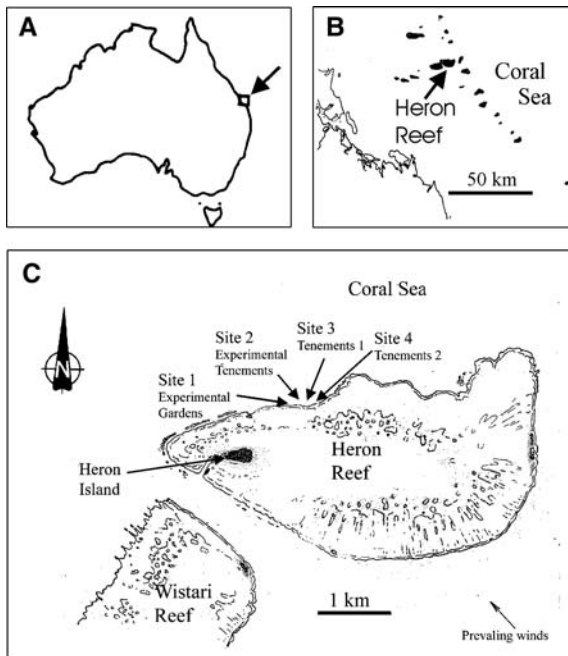 A
B
Coral
Sea
Heron
Reef
50 km
C
Coral Sea
N
Site 1
Experimental
Gardens
Site 2
Experimental
Tenements
Site 3
Tenements 1
Site 4
Tenements 2
Heron
Island
Heron
Reef
Wistari
Reef
1 km
Prevaling winds